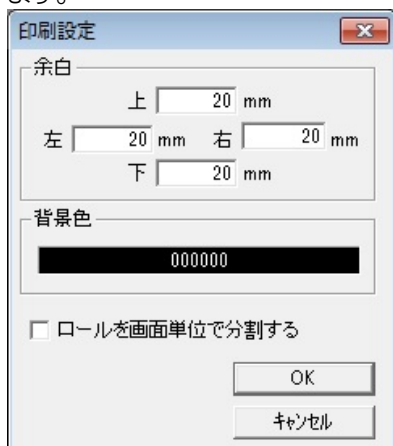 ます。
印刷設定
余白
上 20 mm
左 20 mm 右 20 mm
下 20 mm
背景色
000000
ロールを画面単位で分割する
OK
キャンセル